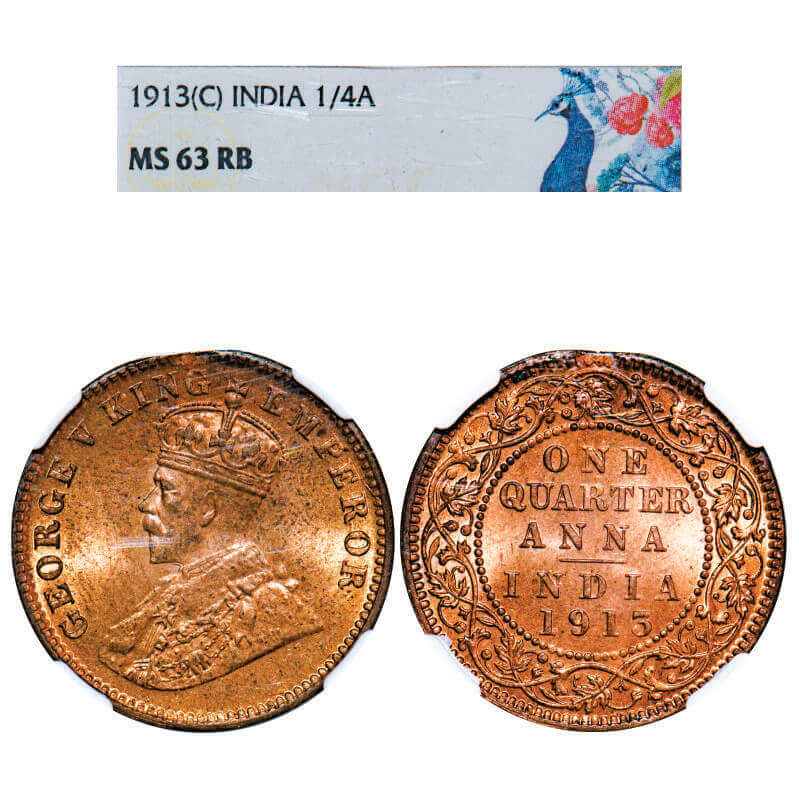 1913(C) INDIA 1/4A
MS 63 RB
GEORGE V KING EMPEROR
ONE
QUARTER
ANNA
INDIA
1913